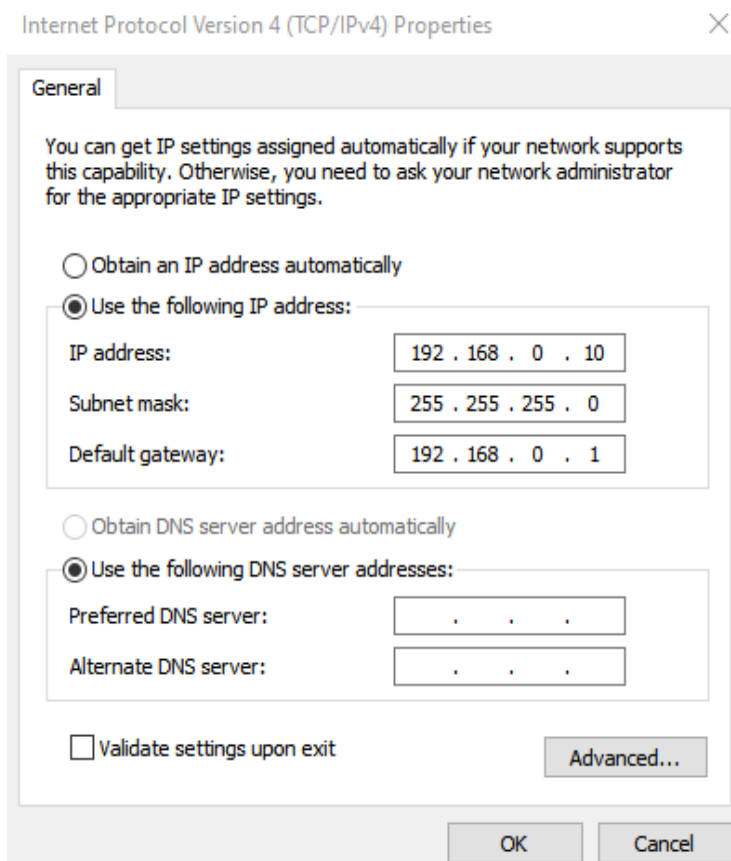 Internet Protocol Version 4 (TCP/IPv4) Properties
General
You can get IP settings assigned automatically if your network supports
this capability. Otherwise, you need to ask your network administrator
for the appropriate IP settings.
Obtain an IP address automatically
Use the following IP address:
IP address: 192 . 168 . 0 . 10
Subnet mask: 255 . 255 . 255 . 0
Default gateway: 192 . 168 . 0 . 1
Obtain DNS server address automatically
Use the following DNS server addresses:
Preferred DNS server: . . .
Alternate DNS server: . . .
Validate settings upon exit
Advanced...
OK Cancel